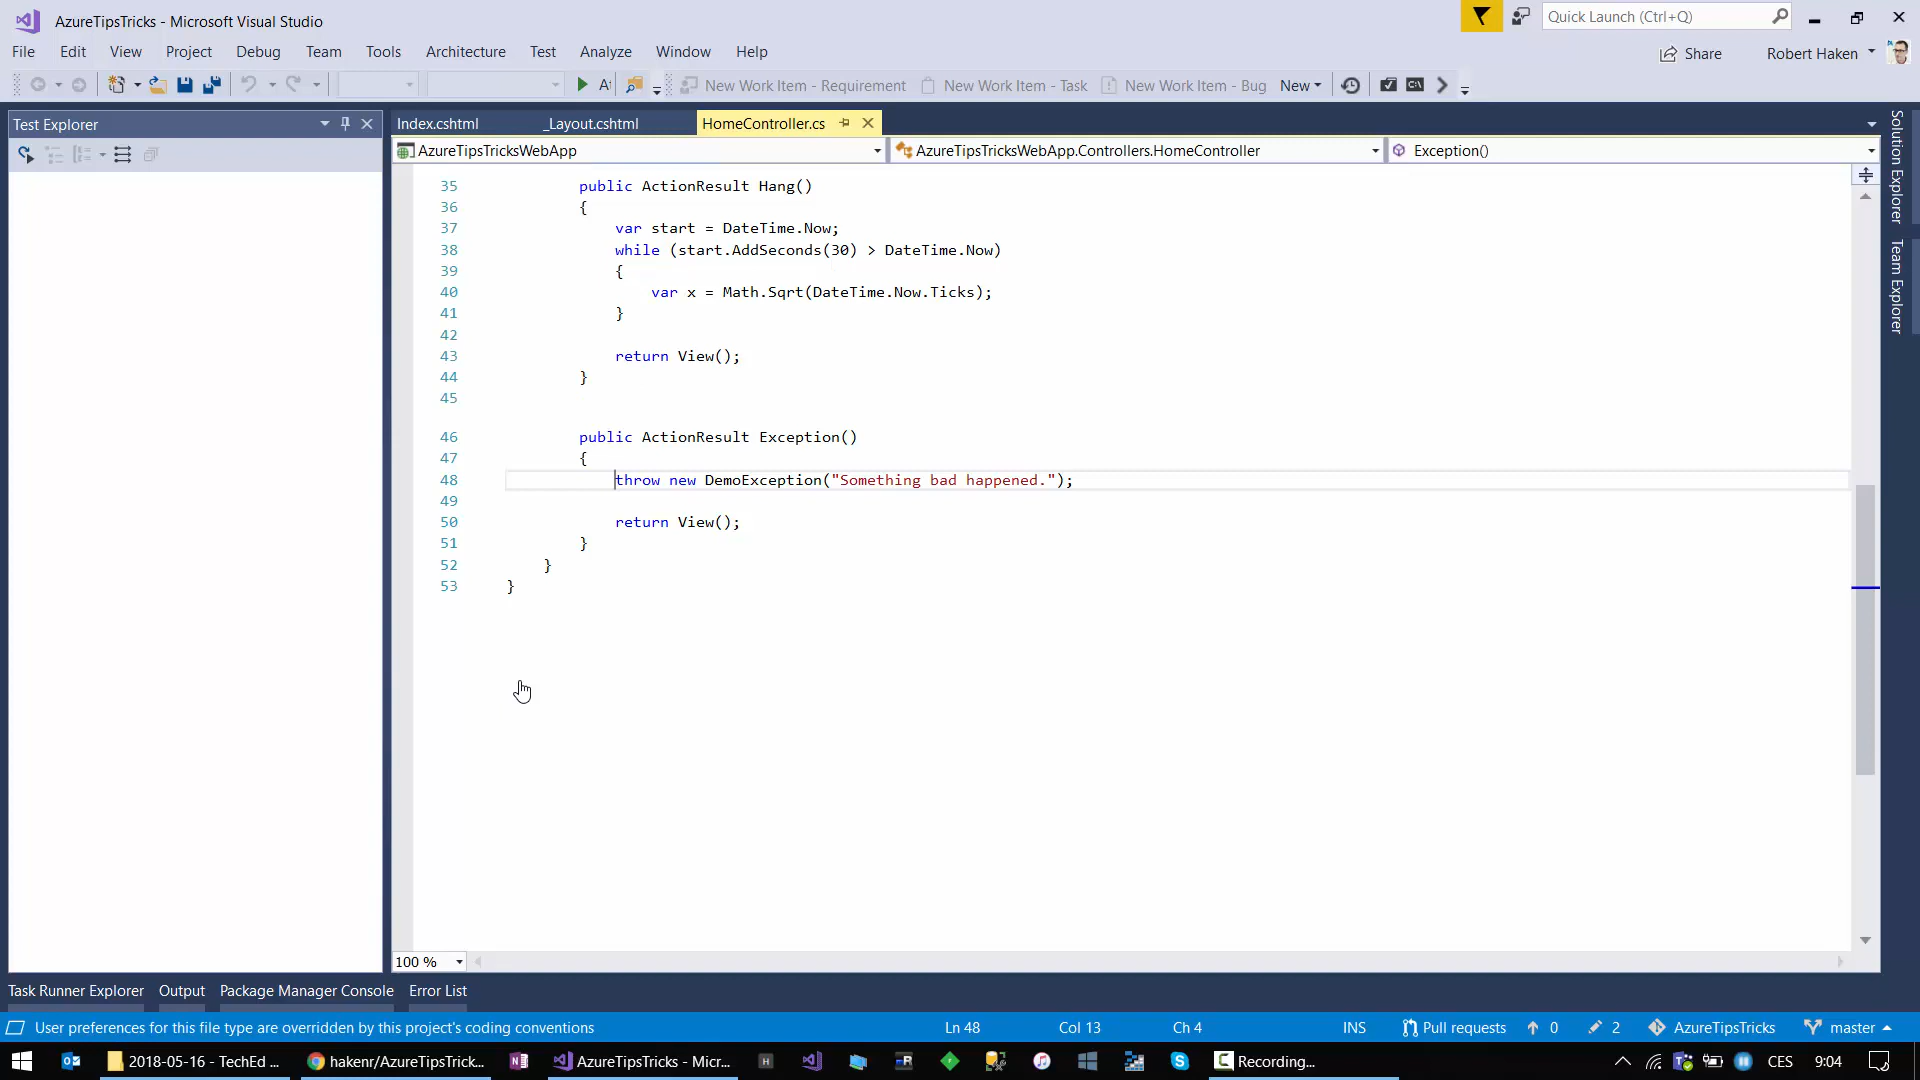 AzureTipsTricks - Microsoft Visual Studio
Quick Launch (Ctrl+Q)
File Edit View Project Debug Team Tools Architecture Test Analyze Window Help
Share Robert Haken
New Work Item - Requirement New Work Item - Task New Work Item - Bug New
Test Explorer
Index.cshtml _Layout.cshtml HomeController.cs
AzureTipsTricksWebApp AzureTipsTricksWebApp.Controllers.HomeController Exception()
Solution Explorer
Team Explorer
35 public ActionResult Hang()
36 {
37 var start = DateTime.Now;
38 while (start.AddSeconds(30) > DateTime.Now)
39 {
40 var x = Math.Sqrt(DateTime.Now.Ticks);
41 }
42
43 return View();
44 }
45
46 public ActionResult Exception()
47 {
48 throw new DemoException("Something bad happened.");
49
50 return View();
51 }
52 }
53 }
100 %
Task Runner Explorer Output Package Manager Console Error List
User preferences for this file type are overridden by this project's coding conventions Ln 48 Col 13 Ch 4 INS Pull requests 0 2 AzureTipsTricks master
2018-05-16 - TechEd ... hakenr/AzureTipsTrick... AzureTipsTricks - Micr... Recording... CES 9:04